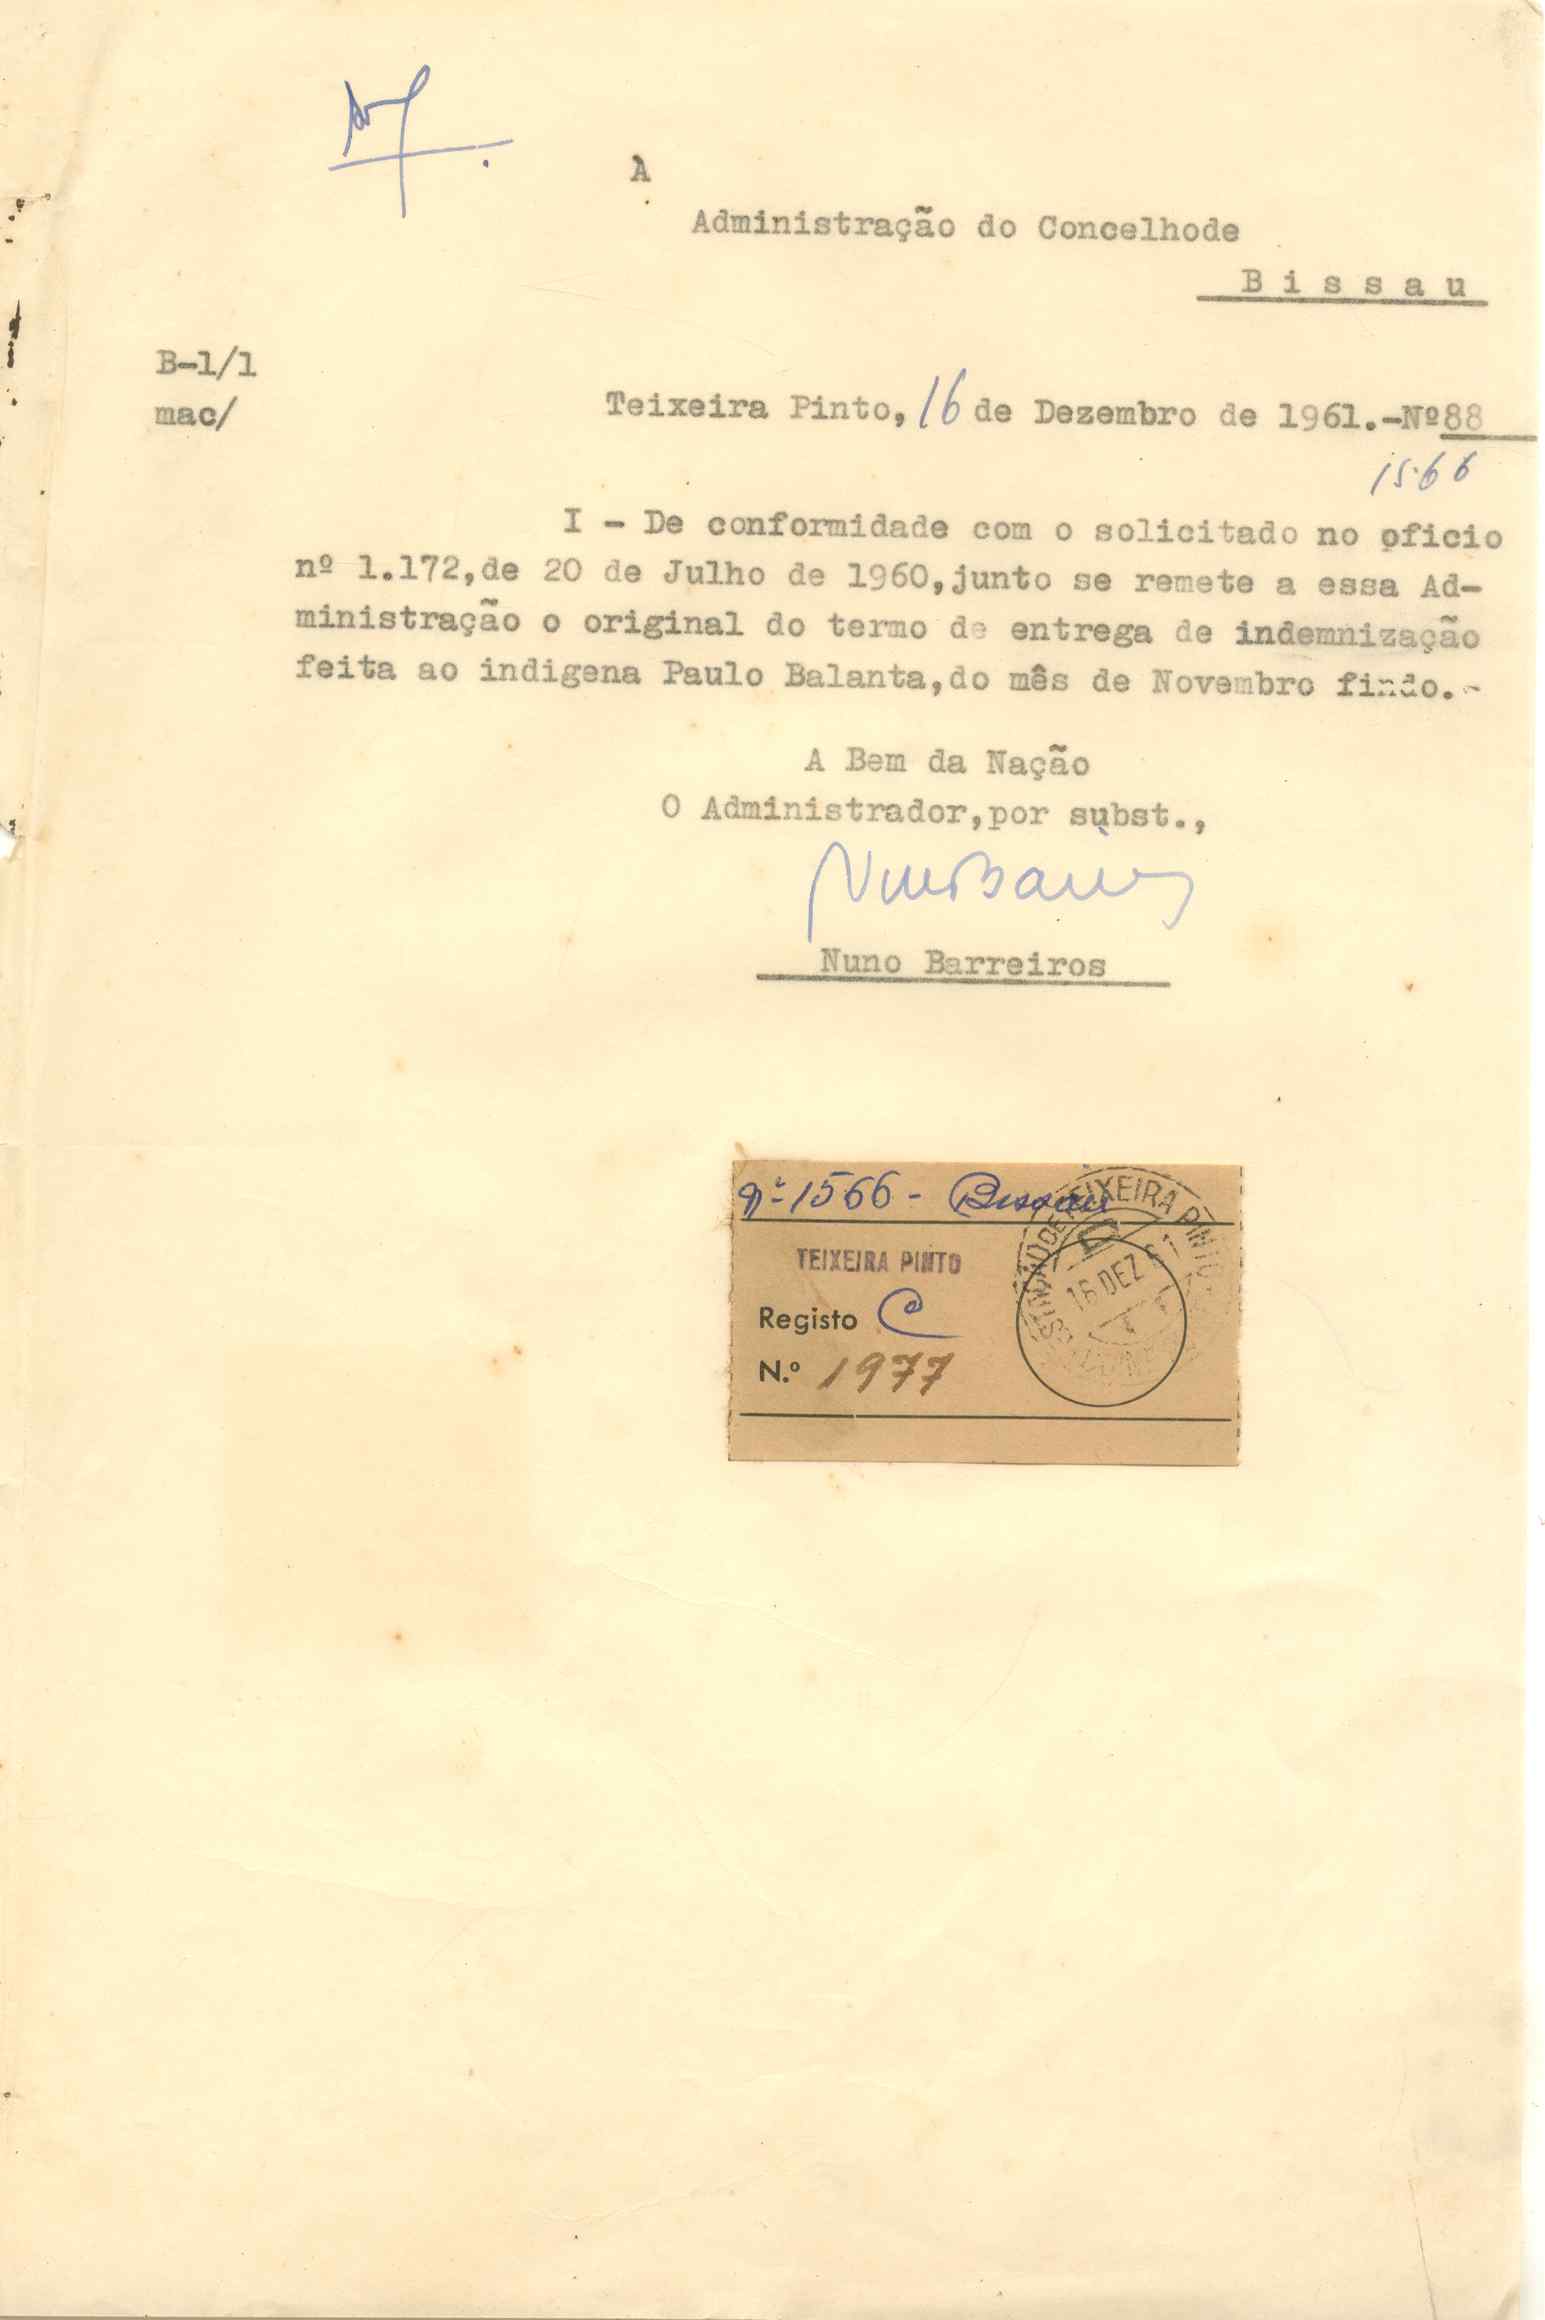 À
Administração do Concelhode
B i s s a u
B-1/1
mac/
Teixeira Pinto, 16 de Dezembro de 1961.-Nº88
1566
I - De conformidade com o solicitado no oficio
nº 1.172,de 20 de Julho de 1960,junto se remete a essa Ad-
ministração o original do termo de entrega de indemnização
feita ao indigena Paulo Balanta,do mês de Novembro findo.-
A Bem da Nação
O Administrador,por subst.,
Nuno Barreiros
nº 1566 - Bissau
TEIXEIRA PINTO
Registo C
N.º 1977
TEIXEIRA PINTO
16 DEZ 61